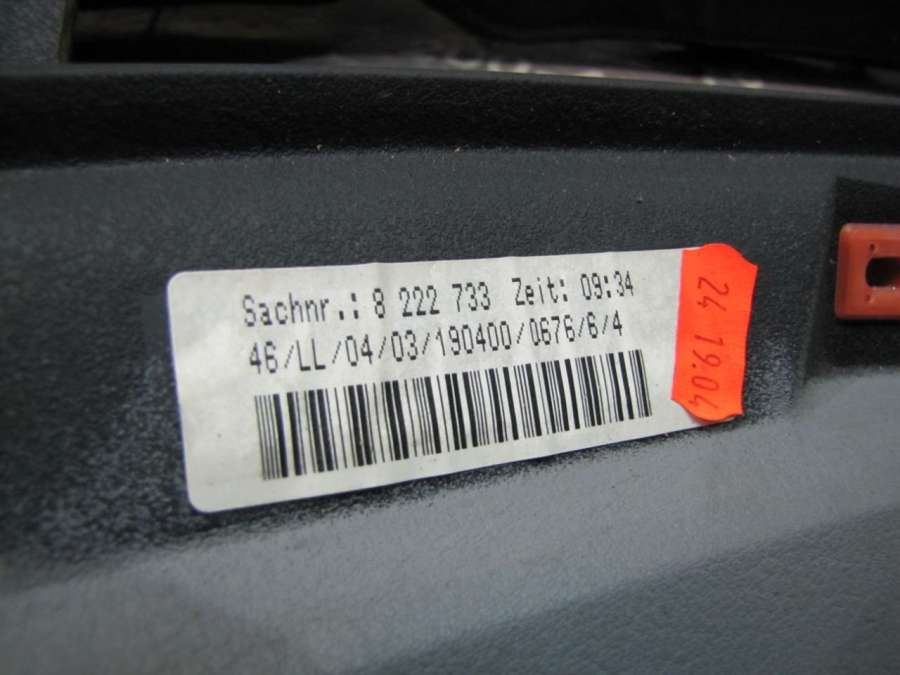 Sachnr.: 8 222 733 Zeit: 09:34
46/LL/04/03/190400/0676/6/4
24 19.04